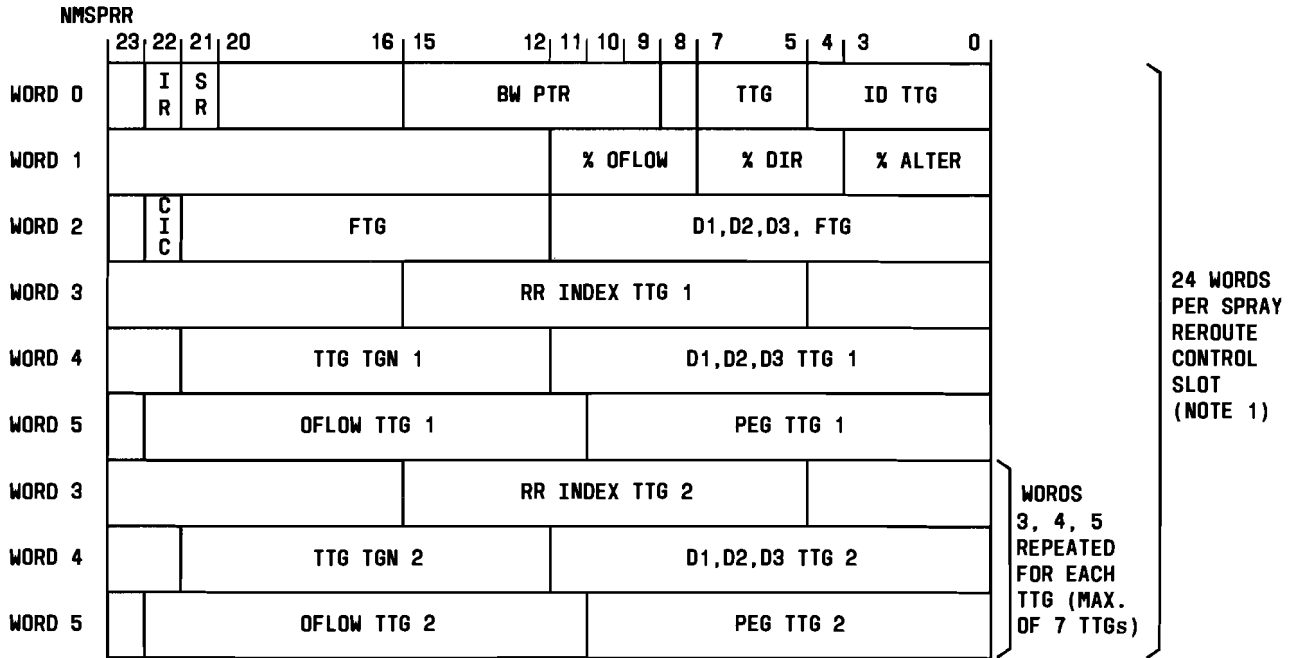 NMSPRR
23 22 21 20 16 15 12 11 10 9 8 7 5 4 3 0
WORD 0 I R S R BW PTR TTG ID TTG
WORD 1 % OFLOW % DIR % ALTER
WORD 2 C I C FTG D1,D2,D3, FTG
WORD 3 RR INDEX TTG 1
WORD 4 TTG TGN 1 D1,D2,D3 TTG 1
WORD 5 OFLOW TTG 1 PEG TTG 1
WORD 3 RR INDEX TTG 2
WORD 4 TTG TGN 2 D1,D2,D3 TTG 2
WORD 5 OFLOW TTG 2 PEG TTG 2
WOROS
3, 4, 5
REPEATED
FOR EACH
TTG (MAX.
OF 7 TTGs)
24 WORDS
PER SPRAY
REROUTE
CONTROL
SLOT
(NOTE 1)